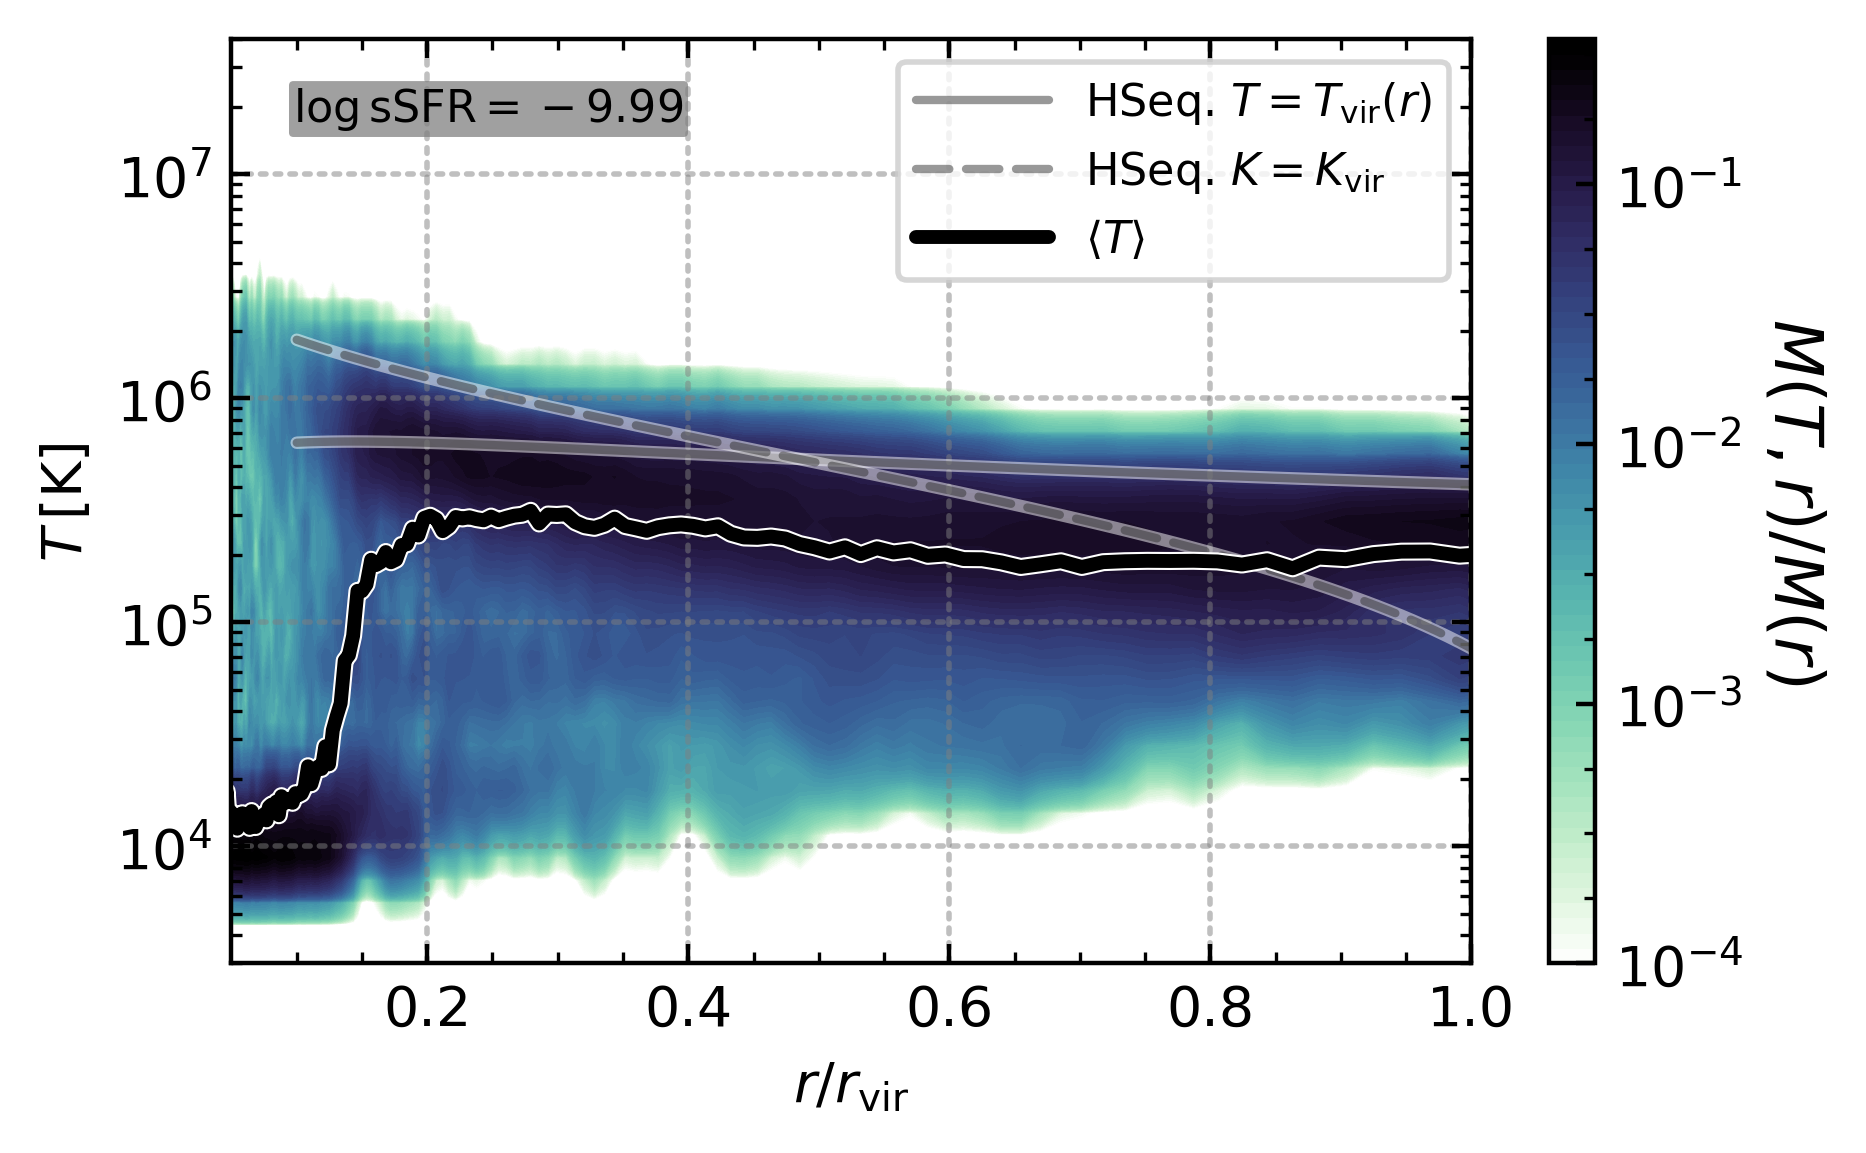 log sSFR = − 9.99
HSeq. T = T_vir(r)
HSeq. K = K_vir
⟨T⟩
10^7
10^6
10^5
10^4
T [K]
0.2 0.4 0.6 0.8 1.0
r/r_vir
10^−1
10^−2
10^−3
10^−4
M(T, r)/M(r)